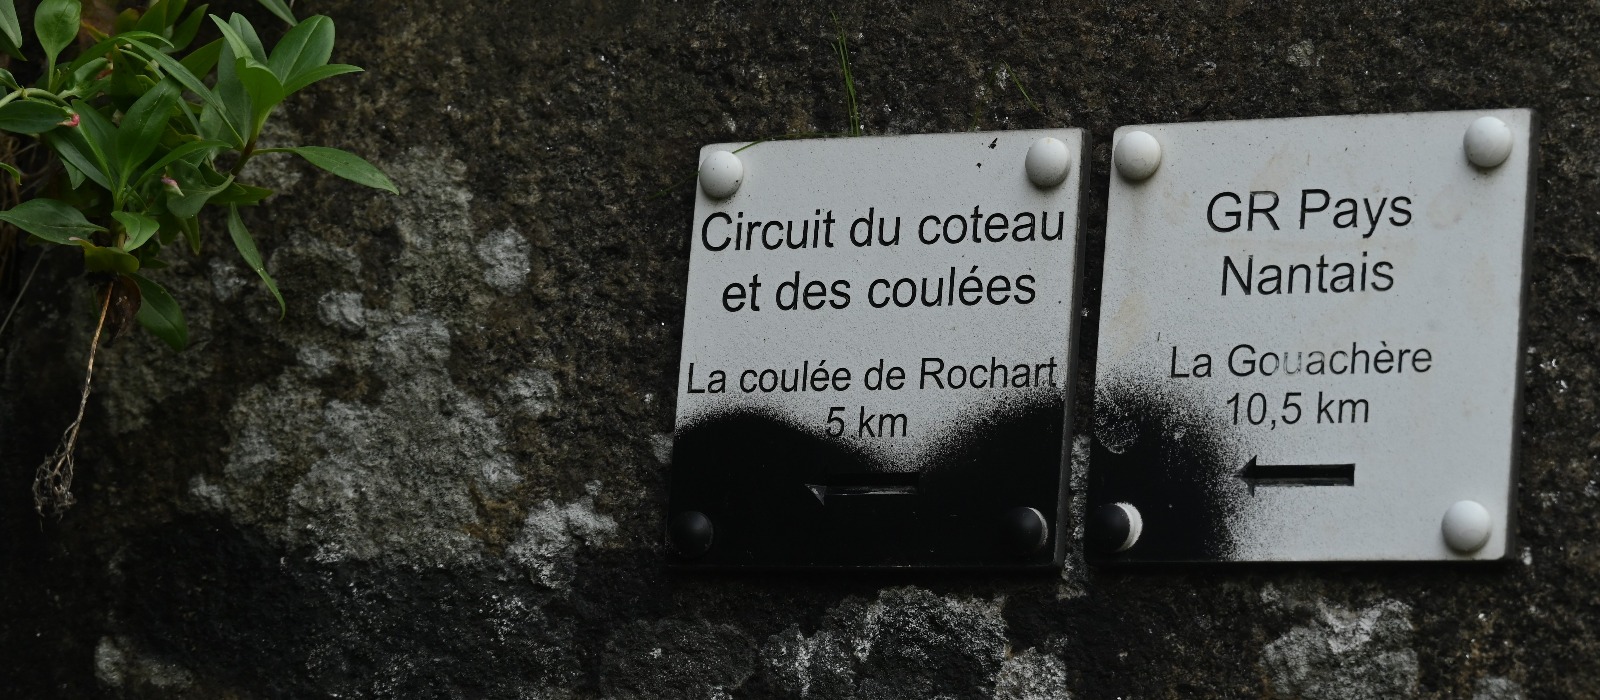 Circuit du coteau
et des coulées
La coulée de Rochart
5 km
GR Pays
Nantais
La Gouachère
10,5 km